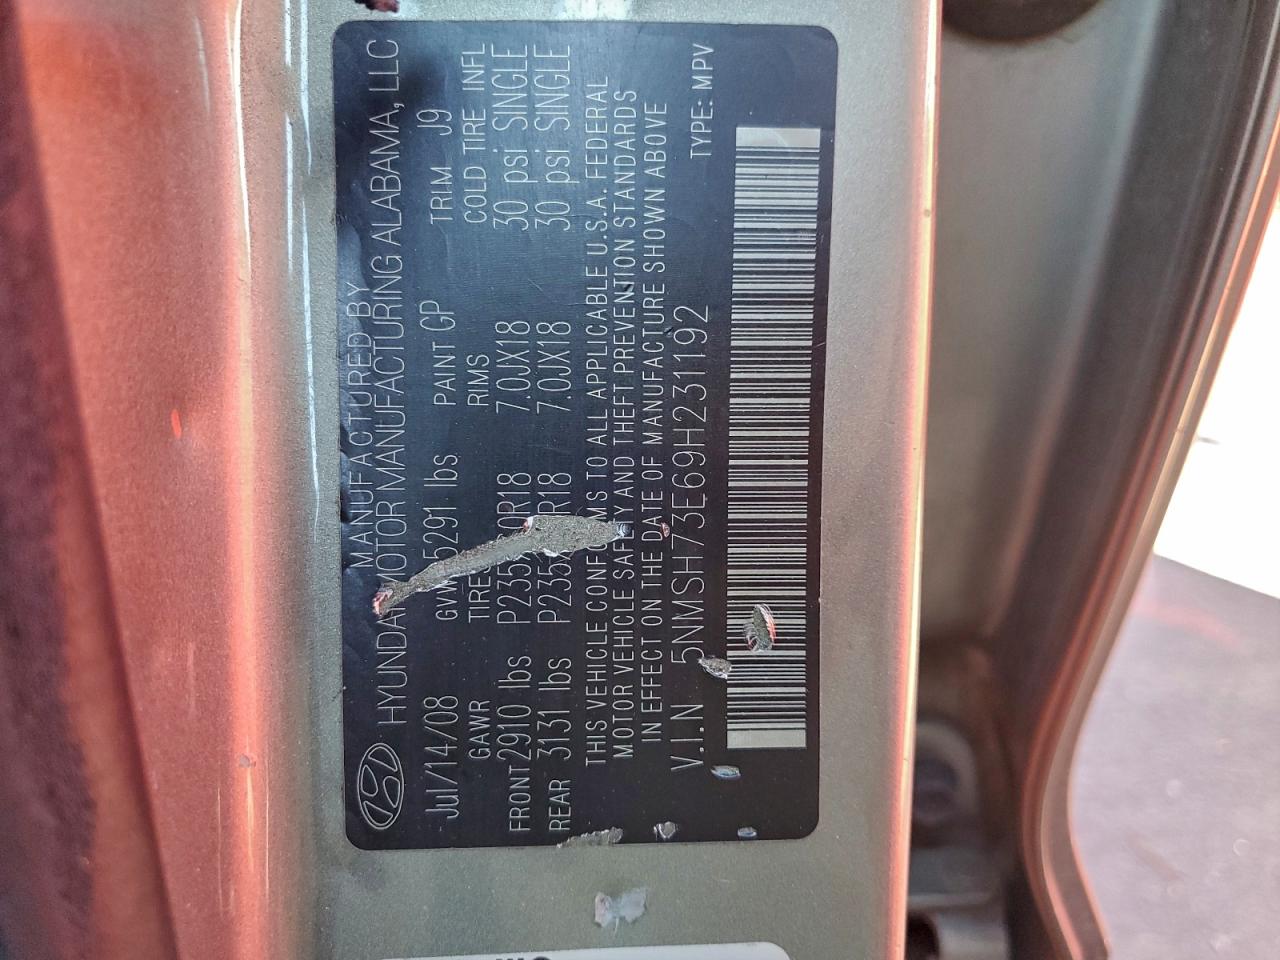 MANUFACTURED BY
HYUNDAI MOTOR MANUFACTURING ALABAMA, LLC
Jul/14/08 5291 lbs PAINT GP TRIM J9
GAWR TIRE RIMS COLD TIRE INFL
FRONT 2910 lbs 7.0JX18 30 psi SINGLE
REAR 3131 lbs 7.0JX18 30 psi SINGLE
THIS VEHICLE CONFORMS TO ALL APPLICABLE U.S.A. FEDERAL
MOTOR VEHICLE SAFETY AND THEFT PREVENTION STANDARDS
IN EFFECT ON THE DATE OF MANUFACTURE SHOWN ABOVE
V.I.N 5NMSH73E69H231192 TYPE: MPV